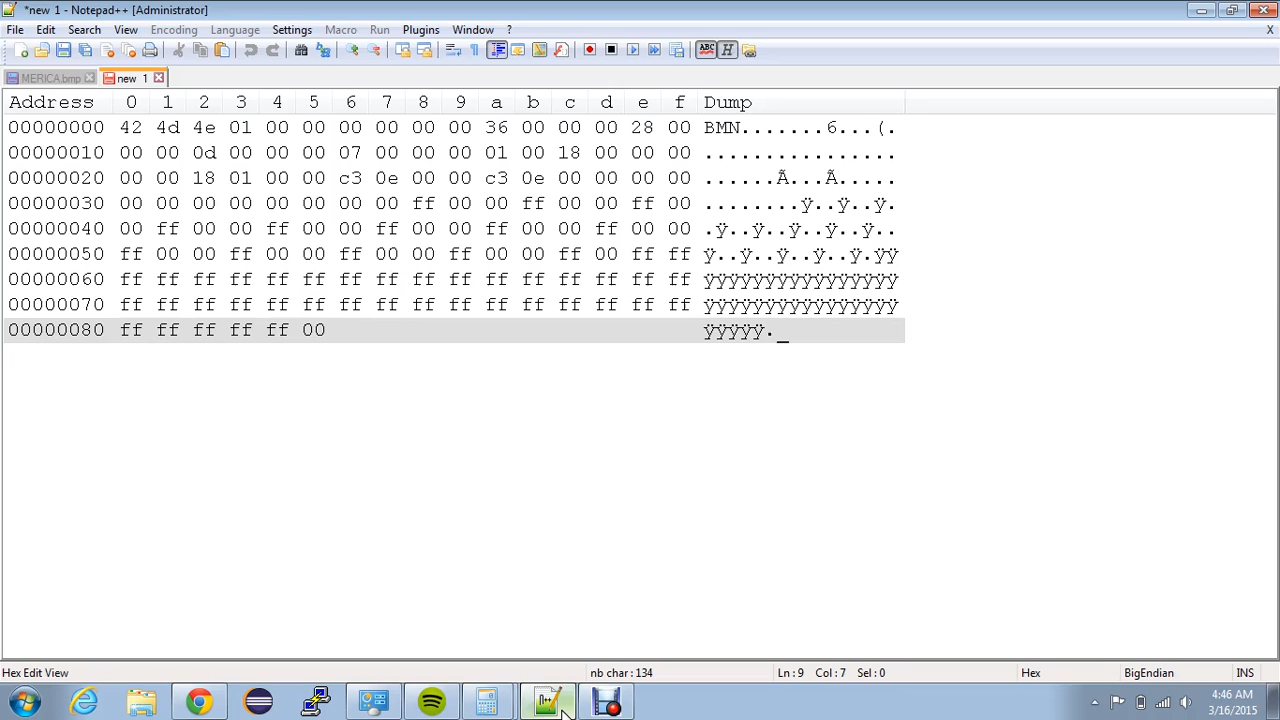 *new 1 - Notepad++ [Administrator]
File Edit Search View Encoding Language Settings Macro Run Plugins Window ? X
MERICA.bmp new 1
Address 0 1 2 3 4 5 6 7 8 9 a b c d e f Dump
00000000 42 4d 4e 01 00 00 00 00 00 00 36 00 00 00 28 00 BMN.......6...(.
00000010 00 00 0d 00 00 00 07 00 00 00 01 00 18 00 00 00 ................
00000020 00 00 18 01 00 00 c3 0e 00 00 c3 0e 00 00 00 00 ......Ã...Ã.....
00000030 00 00 00 00 00 00 00 00 ff 00 00 ff 00 00 ff 00 ........ÿ..ÿ..ÿ.
00000040 00 ff 00 00 ff 00 00 ff 00 00 ff 00 00 ff 00 00 .ÿ..ÿ..ÿ..ÿ..ÿ..
00000050 ff 00 00 ff 00 00 ff 00 00 ff 00 00 ff 00 ff ff ÿ..ÿ..ÿ..ÿ..ÿ.ÿÿ
00000060 ff ff ff ff ff ff ff ff ff ff ff ff ff ff ff ff ÿÿÿÿÿÿÿÿÿÿÿÿÿÿÿÿ
00000070 ff ff ff ff ff ff ff ff ff ff ff ff ff ff ff ff ÿÿÿÿÿÿÿÿÿÿÿÿÿÿÿÿ
00000080 ff ff ff ff ff 00 ÿÿÿÿÿ._
Hex Edit View nb char : 134 Ln : 9 Col : 7 Sel : 0 Hex BigEndian INS
4:46 AM
3/16/2015